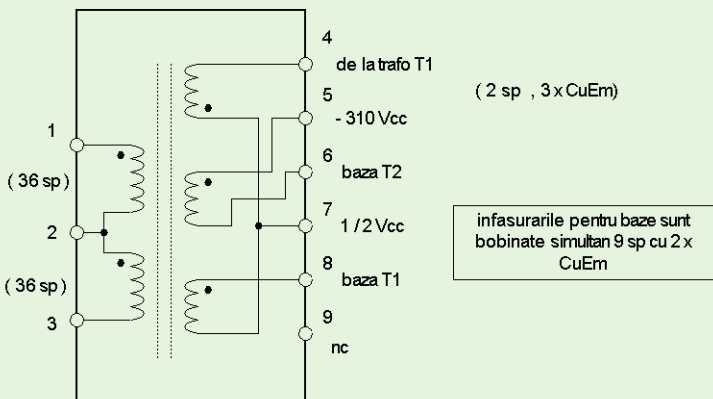 4
de la trafo T1
( 2 sp , 3 x CuEm)
5
- 310 Vcc
1
6
( 36 sp )
baza T2
7
2
1 / 2 Vcc
infasurarile pentru baze sunt
bobinate simultan 9 sp cu 2 x
CuEm
8
( 36 sp )
baza T1
3
9
nc